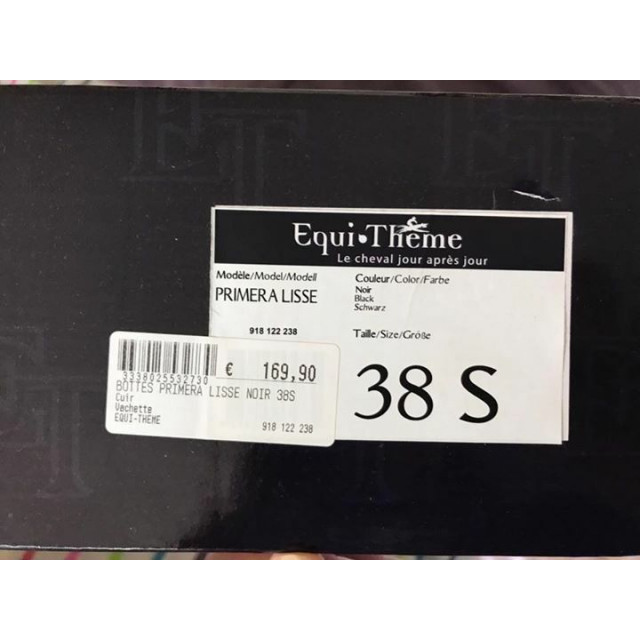 Equi·Thème
Le cheval jour après jour
Modèle/Model/Modell
PRIMERA LISSE
918 122 238
Couleur/Color/Farbe
Noir
Black
Schwarz
Taille/Size/Größe
38 S
3338025532730
€ 169,90
BOTTES PRIMERA LISSE NOIR 38S
Cuir
Vachette
EQUI-THEME
918 122 238